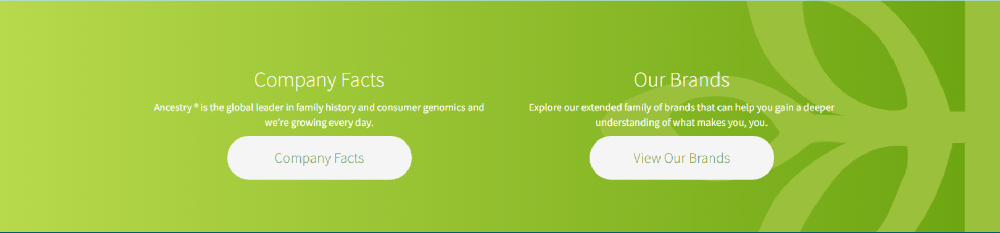 Company Facts
Ancestry ® is the global leader in family history and consumer genomics and
we're growing every day.
Company Facts
Our Brands
Explore our extended family of brands that can help you gain a deeper
understanding of what makes you, you.
View Our Brands